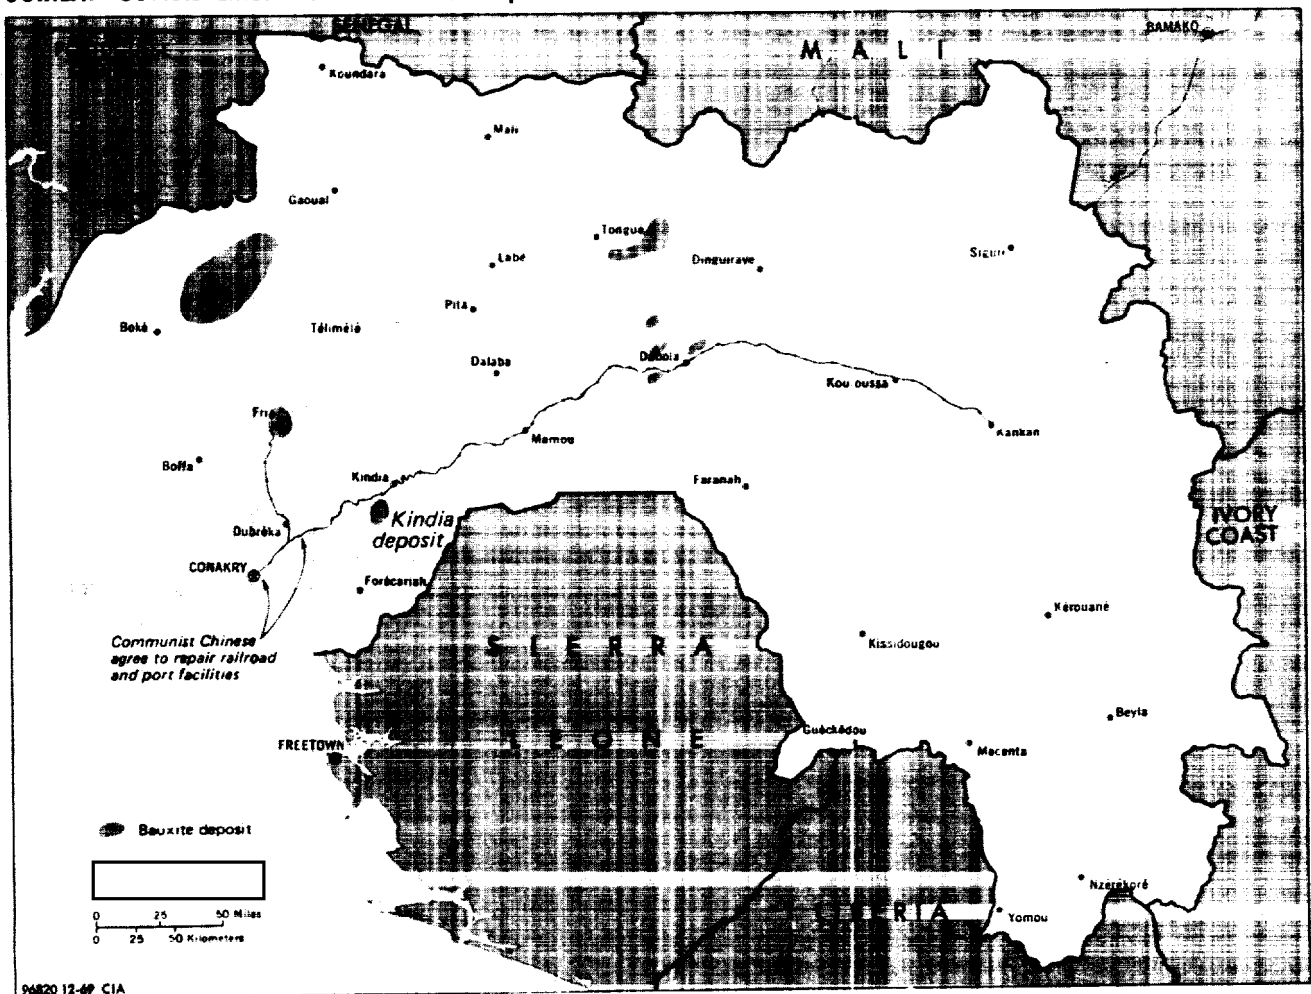 SENEGAL
BAMAKO
M A L I
Koundara
Mali
Gaoual
Tongué
Labé
Dinguiraye
Siguiri
Pita
Boké
Télimélé
Dalaba
Dabola
Kouroussa
Fria
Mamou
Kankan
Boffa
Kindia
Faranah
Kindia
deposit
IVORY
COAST
Dubréka
CONAKRY
Forécariah
Kérouané
Communist Chinese
agree to repair railroad
and port facilities
S I E R R A
L E O N E
Kissidougou
Beyla
Guéckédou
Macenta
FREETOWN
Bauxite deposit
Nzérékoré
LIBERIA
Yomou
0 25 50 Miles
0 25 50 Kilometers
96820 12-69 CIA